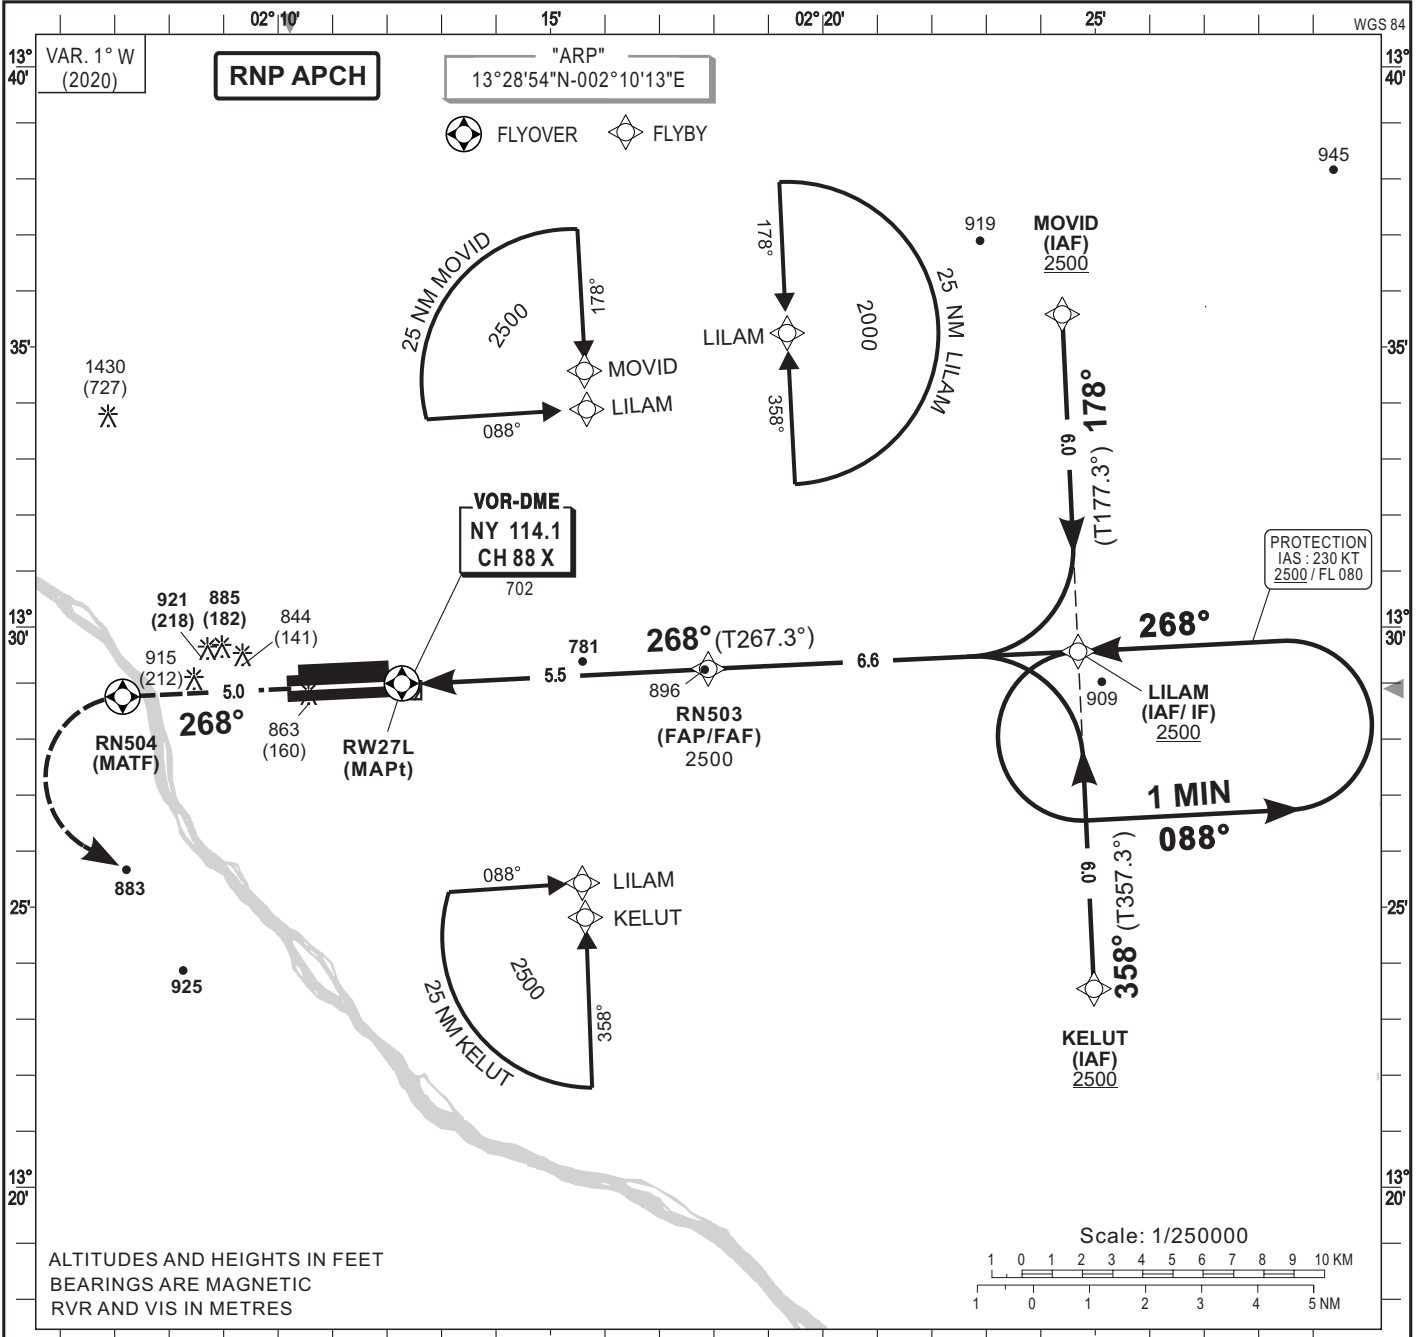 02° 10'
15'
02° 20'
25'
WGS 84
13°
40'
VAR. 1° W
(2020)
RNP APCH
"ARP"
13°28'54"N-002°10'13"E
FLYOVER
FLYBY
13°
40'
945
919
MOVID
(IAF)
2500
25 NM MOVID
2500
178°
MOVID
LILAM
088°
178°
LILAM
358°
2000
25 NM LILAM
35'
35'
1430
(727)
178°
(T177.3°)
6.0
VOR-DME
NY 114.1
CH 88 X
702
PROTECTION
IAS : 230 KT
2500 / FL 080
13°
30'
921
(218)
885
(182)
844
(141)
915
(212)
781
268° (T267.3°)
268°
13°
30'
5.0
5.5
6.6
896
909
268°
863
(160)
RN504
(MATF)
RW27L
(MAPt)
RN503
(FAP/FAF)
2500
LILAM
(IAF/ IF)
2500
1 MIN
088°
883
088°
LILAM
KELUT
2500
358°
25 NM KELUT
6.0
358° (T357.3°)
25'
25'
925
KELUT
(IAF)
2500
13°
20'
13°
20'
ALTITUDES AND HEIGHTS IN FEET
BEARINGS ARE MAGNETIC
RVR AND VIS IN METRES
Scale: 1/250000
1 0 1 2 3 4 5 6 7 8 9 10 KM
1 0 1 2 3 4 5 NM